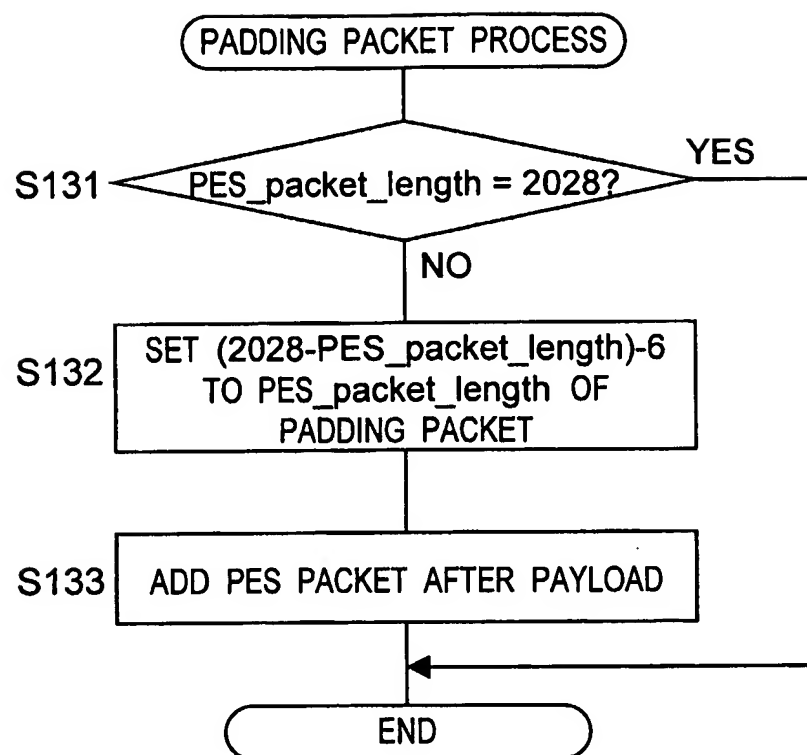 PADDING PACKET PROCESS
YES
S131
PES_packet_length = 2028?
NO
S132
SET (2028-PES_packet_length)-6
TO PES_packet_length OF
PADDING PACKET
S133
ADD PES PACKET AFTER PAYLOAD
END